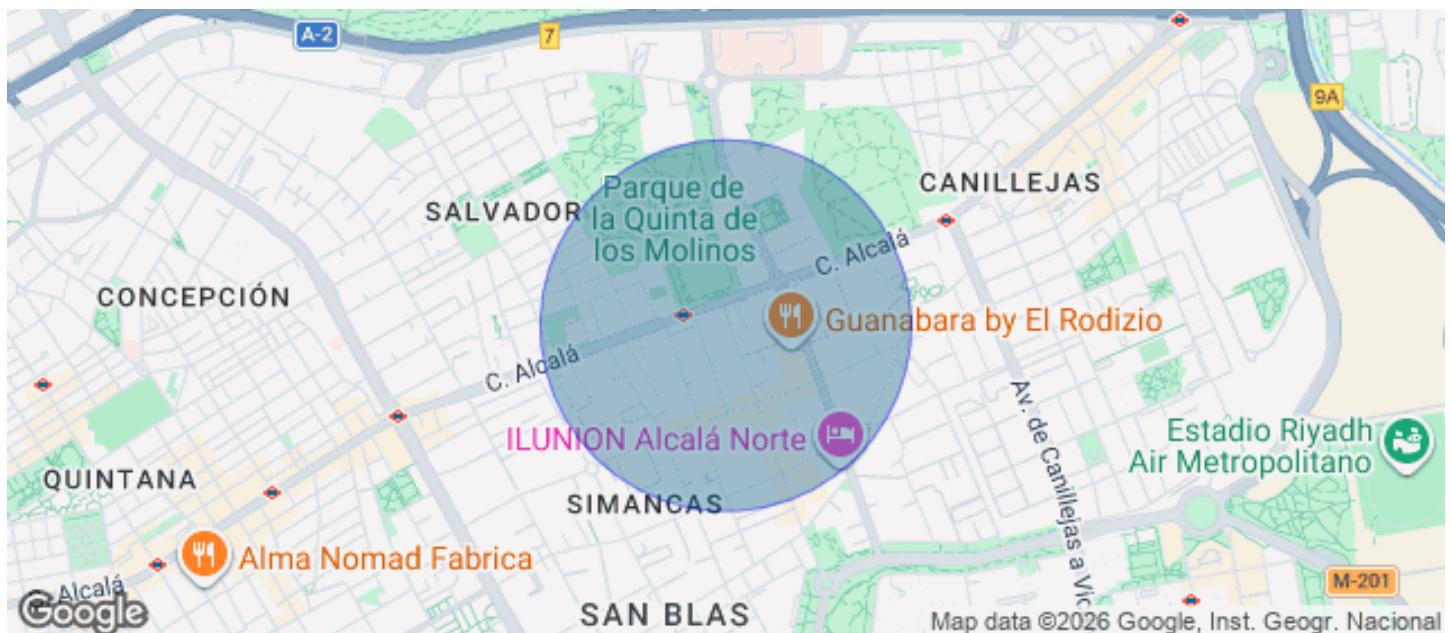 A-2
7
9A
Parque de
la Quinta de
los Molinos
CANILLEJAS
SALVADOR
C. Alcalá
CONCEPCIÓN
Guanabara by El Rodizio
C. Alcalá
Av. de Canillejas a Vic
ILUNION Alcalá Norte
Estadio Riyadh
Air Metropolitano
QUINTANA
SIMANCAS
Alma Nomad Fabrica
M-201
Alcalá
SAN BLAS
Google
Map data ©2026 Google, Inst. Geogr. Nacional